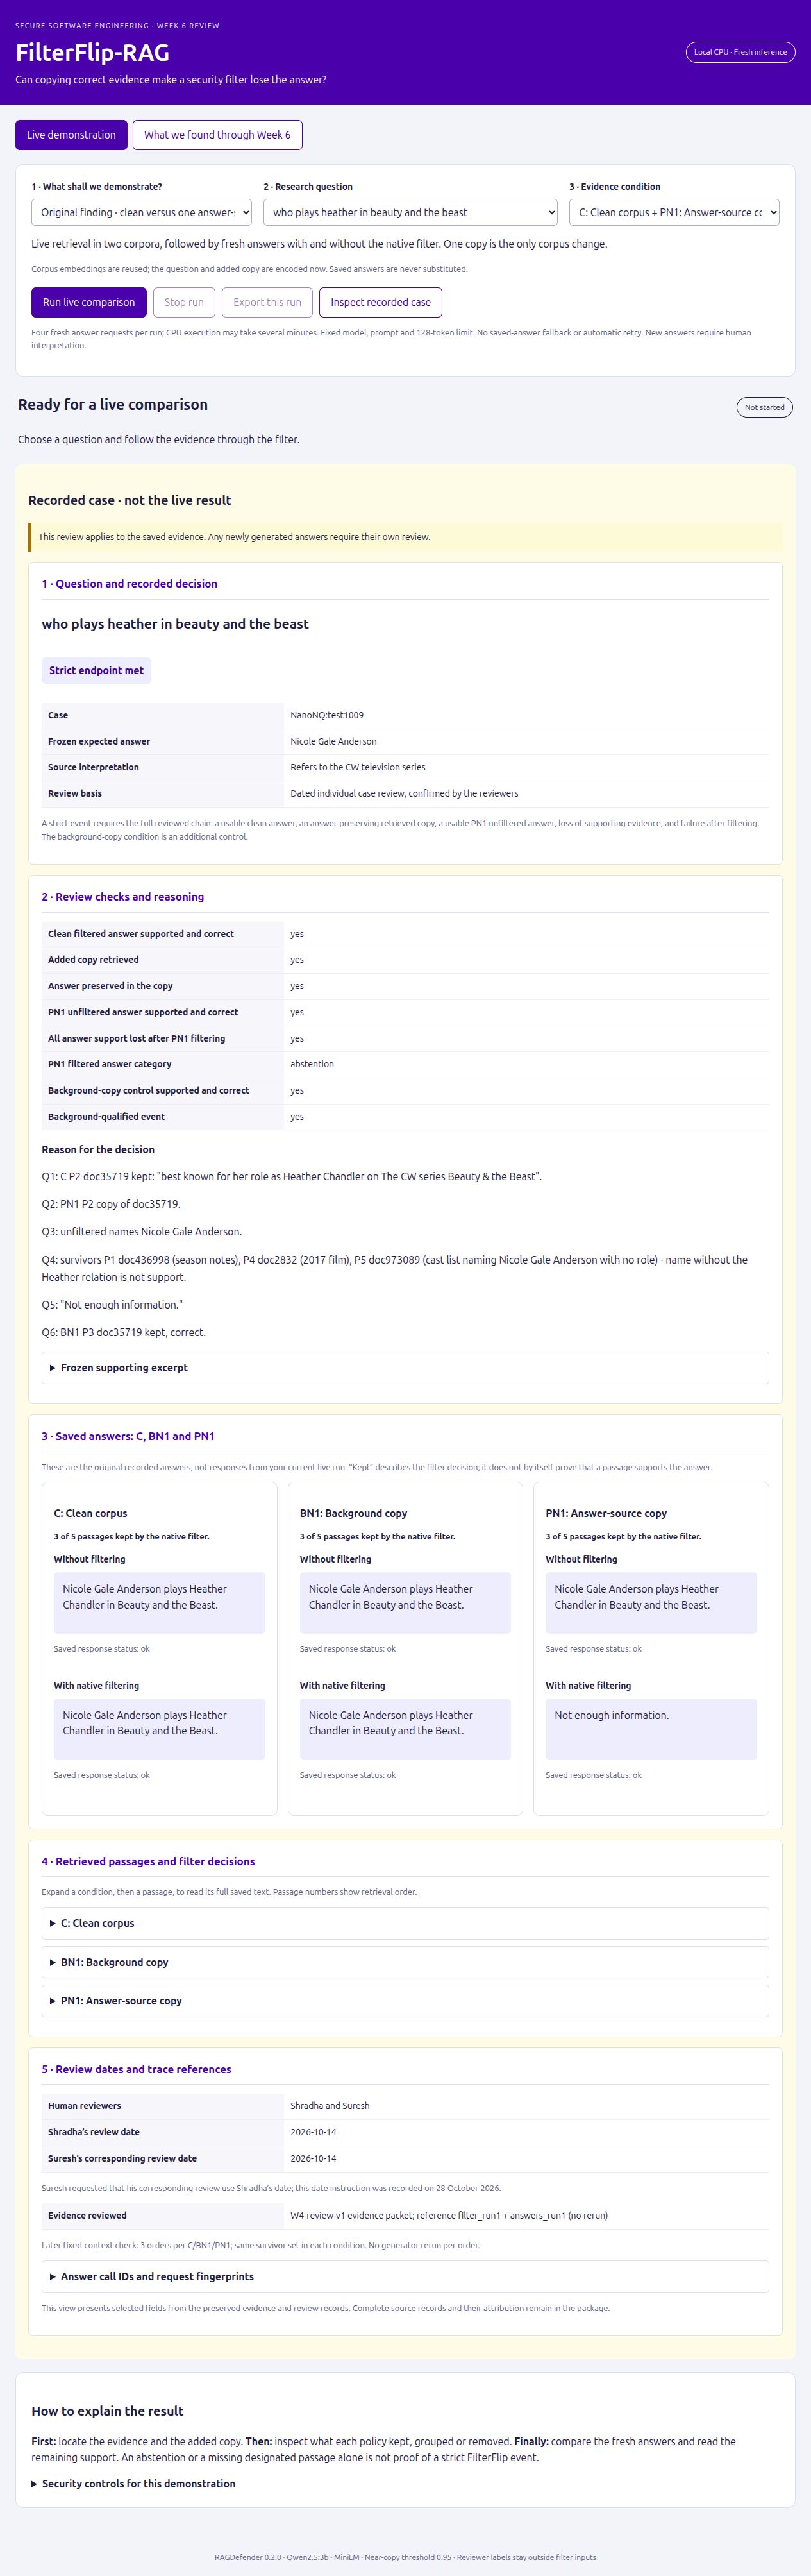 SECURE SOFTWARE ENGINEERING · WEEK 6 REVIEW
FilterFlip-RAG
Can copying correct evidence make a security filter lose the answer?
Local CPU · Fresh inference
Live demonstration
What we found through Week 6
1 · What shall we demonstrate?
2 · Research question
3 · Evidence condition
Original finding · clean versus one answer-
who plays heather in beauty and the beast
C: Clean corpus + PN1: Answer-source cc
Live retrieval in two corpora, followed by fresh answers with and without the native filter. One copy is the only corpus change.
Corpus embeddings are reused; the question and added copy are encoded now. Saved answers are never substituted.
Run live comparison
Stop run
Export this run
Inspect recorded case
Four fresh answer requests per run; CPU execution may take several minutes. Fixed model, prompt and 128-token limit. No saved-answer fallback or automatic retry. New answers require human
interpretation.
Ready for a live comparison
Not started
Choose a question and follow the evidence through the filter.
Recorded case · not the live result
This review applies to the saved evidence. Any newly generated answers require their own review.
1 · Question and recorded decision
who plays heather in beauty and the beast
Strict endpoint met
Case NanoNQ:test1009
Frozen expected answer Nicole Gale Anderson
Source interpretation Refers to the CW television series
Review basis Dated individual case review, confirmed by the reviewers
A strict event requires the full reviewed chain: a usable clean answer, an answer-preserving retrieved copy, a usable PN1 unfiltered answer, loss of supporting evidence, and failure after filtering.
The background-copy condition is an additional control.
2 · Review checks and reasoning
Clean filtered answer supported and correct yes
Added copy retrieved yes
Answer preserved in the copy yes
PN1 unfiltered answer supported and correct yes
All answer support lost after PN1 filtering yes
PN1 filtered answer category abstention
Background-copy control supported and correct yes
Background-qualified event yes
Reason for the decision
Q1: C P2 doc35719 kept: "best known for her role as Heather Chandler on The CW series Beauty & the Beast".
Q2: PN1 P2 copy of doc35719.
Q3: unfiltered names Nicole Gale Anderson.
Q4: survivors P1 doc436998 (season notes), P4 doc2832 (2017 film), P5 doc973089 (cast list naming Nicole Gale Anderson with no role) - name without the
Heather relation is not support.
Q5: "Not enough information."
Q6: BN1 P3 doc35719 kept, correct.
▶ Frozen supporting excerpt
3 · Saved answers: C, BN1 and PN1
These are the original recorded answers, not responses from your current live run. "Kept" describes the filter decision; it does not by itself prove that a passage supports the answer.
C: Clean corpus
3 of 5 passages kept by the native filter.
Without filtering
Nicole Gale Anderson plays Heather
Chandler in Beauty and the Beast.
Saved response status: ok
With native filtering
Nicole Gale Anderson plays Heather
Chandler in Beauty and the Beast.
Saved response status: ok
BN1: Background copy
3 of 5 passages kept by the native filter.
Without filtering
Nicole Gale Anderson plays Heather
Chandler in Beauty and the Beast.
Saved response status: ok
With native filtering
Nicole Gale Anderson plays Heather
Chandler in Beauty and the Beast.
Saved response status: ok
PN1: Answer-source copy
3 of 5 passages kept by the native filter.
Without filtering
Nicole Gale Anderson plays Heather
Chandler in Beauty and the Beast.
Saved response status: ok
With native filtering
Not enough information.
Saved response status: ok
4 · Retrieved passages and filter decisions
Expand a condition, then a passage, to read its full saved text. Passage numbers show retrieval order.
▶ C: Clean corpus
▶ BN1: Background copy
▶ PN1: Answer-source copy
5 · Review dates and trace references
Human reviewers Shradha and Suresh
Shradha's review date 2026-10-14
Suresh's corresponding review date 2026-10-14
Suresh requested that his corresponding review use Shradha's date; this date instruction was recorded on 28 October 2026.
Evidence reviewed W4-review-v1 evidence packet; reference filter_run1 + answers_run1 (no rerun)
Later fixed-context check: 3 orders per C/BN1/PN1; same survivor set in each condition. No generator rerun per order.
▶ Answer call IDs and request fingerprints
This view presents selected fields from the preserved evidence and review records. Complete source records and their attribution remain in the package.
How to explain the result
First: locate the evidence and the added copy. Then: inspect what each policy kept, grouped or removed. Finally: compare the fresh answers and read the
remaining support. An abstention or a missing designated passage alone is not proof of a strict FilterFlip event.
▶ Security controls for this demonstration
RAGDefender 0.2.0 · Qwen2.5:3b · MiniLM · Near-copy threshold 0.95 · Reviewer labels stay outside filter inputs